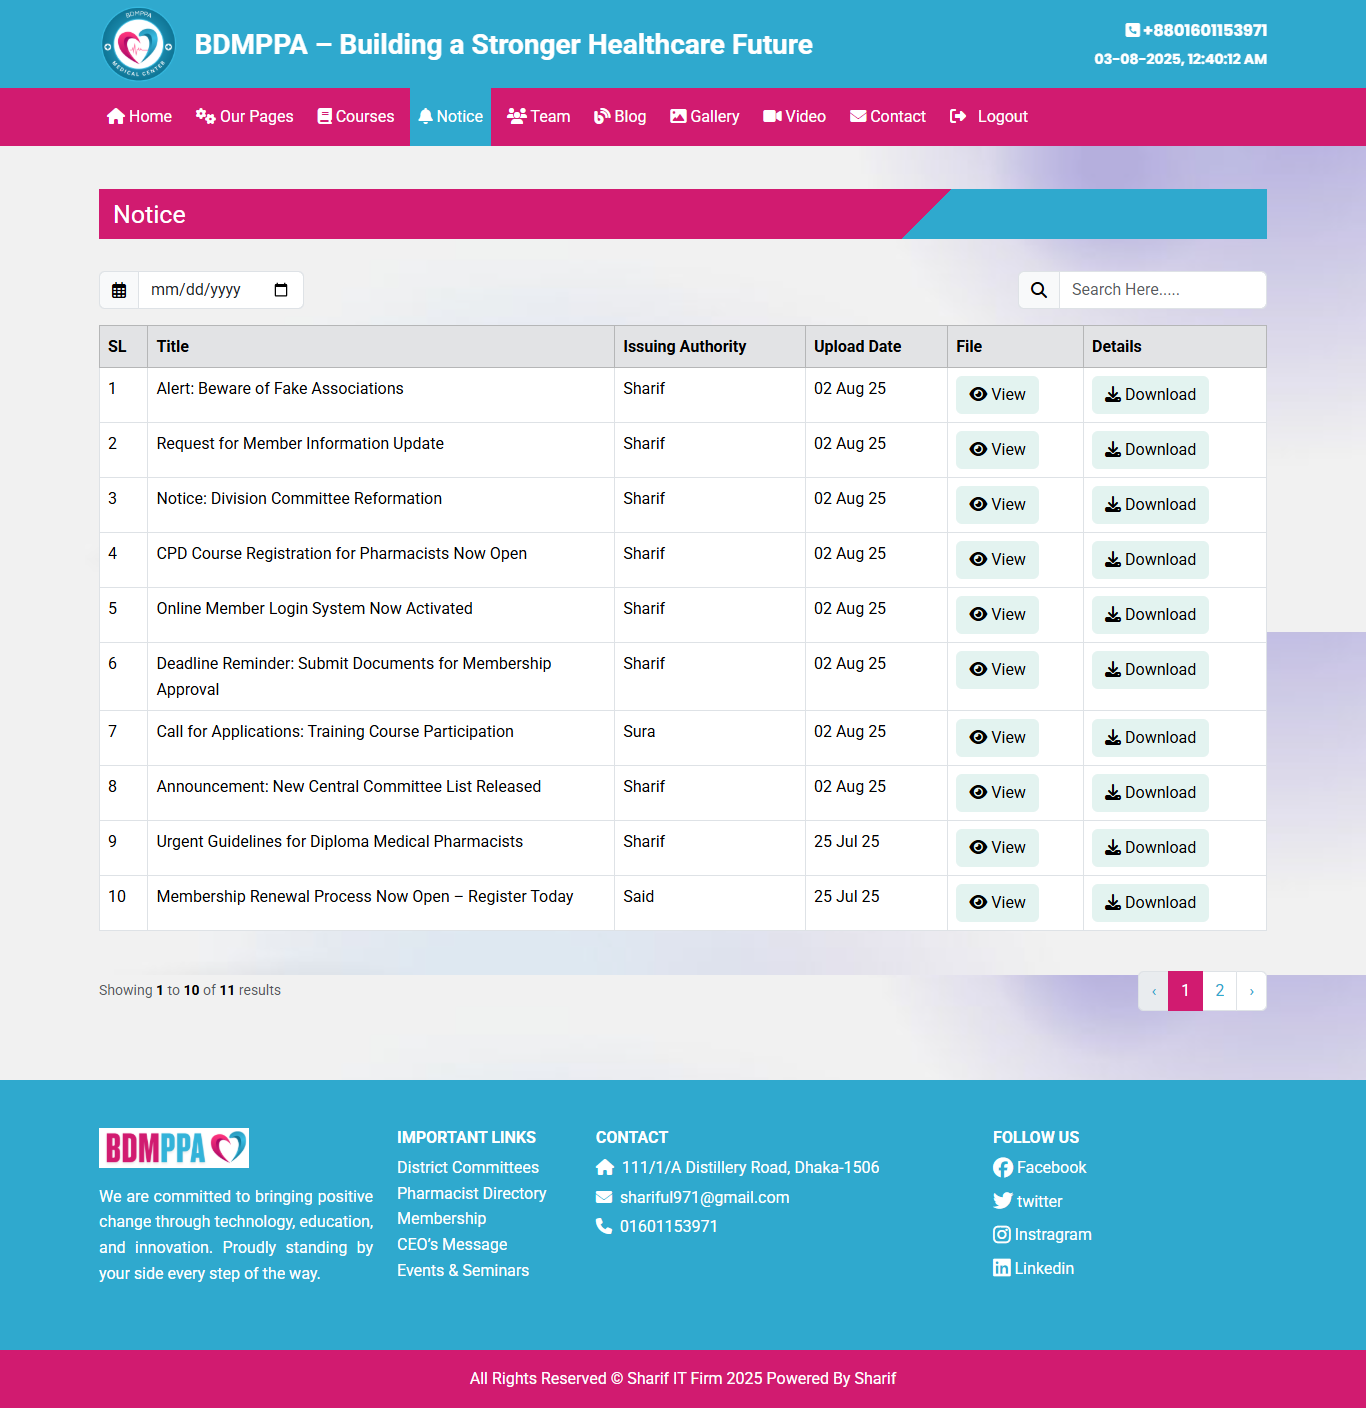 BDMPPA
MEDICAL CENTER
BDMPPA – Building a Stronger Healthcare Future
+8801601153971
03-08-2025, 12:40:12 AM
Home Our Pages Courses Notice Team Blog Gallery Video Contact Logout
Notice
mm/dd/yyyy
Search Here.....
SL Title Issuing Authority Upload Date File Details
1 Alert: Beware of Fake Associations Sharif 02 Aug 25 View Download
2 Request for Member Information Update Sharif 02 Aug 25 View Download
3 Notice: Division Committee Reformation Sharif 02 Aug 25 View Download
4 CPD Course Registration for Pharmacists Now Open Sharif 02 Aug 25 View Download
5 Online Member Login System Now Activated Sharif 02 Aug 25 View Download
6 Deadline Reminder: Submit Documents for Membership Sharif 02 Aug 25 View Download
Approval
7 Call for Applications: Training Course Participation Sura 02 Aug 25 View Download
8 Announcement: New Central Committee List Released Sharif 02 Aug 25 View Download
9 Urgent Guidelines for Diploma Medical Pharmacists Sharif 25 Jul 25 View Download
10 Membership Renewal Process Now Open – Register Today Said 25 Jul 25 View Download
Showing 1 to 10 of 11 results
‹ 1 2 ›
BDMPPA
We are committed to bringing positive
change through technology, education,
and innovation. Proudly standing by
your side every step of the way.
IMPORTANT LINKS
District Committees
Pharmacist Directory
Membership
CEO’s Message
Events & Seminars
CONTACT
111/1/A Distillery Road, Dhaka-1506
shariful971@gmail.com
01601153971
FOLLOW US
Facebook
twitter
Instragram
Linkedin
All Rights Reserved © Sharif IT Firm 2025 Powered By Sharif